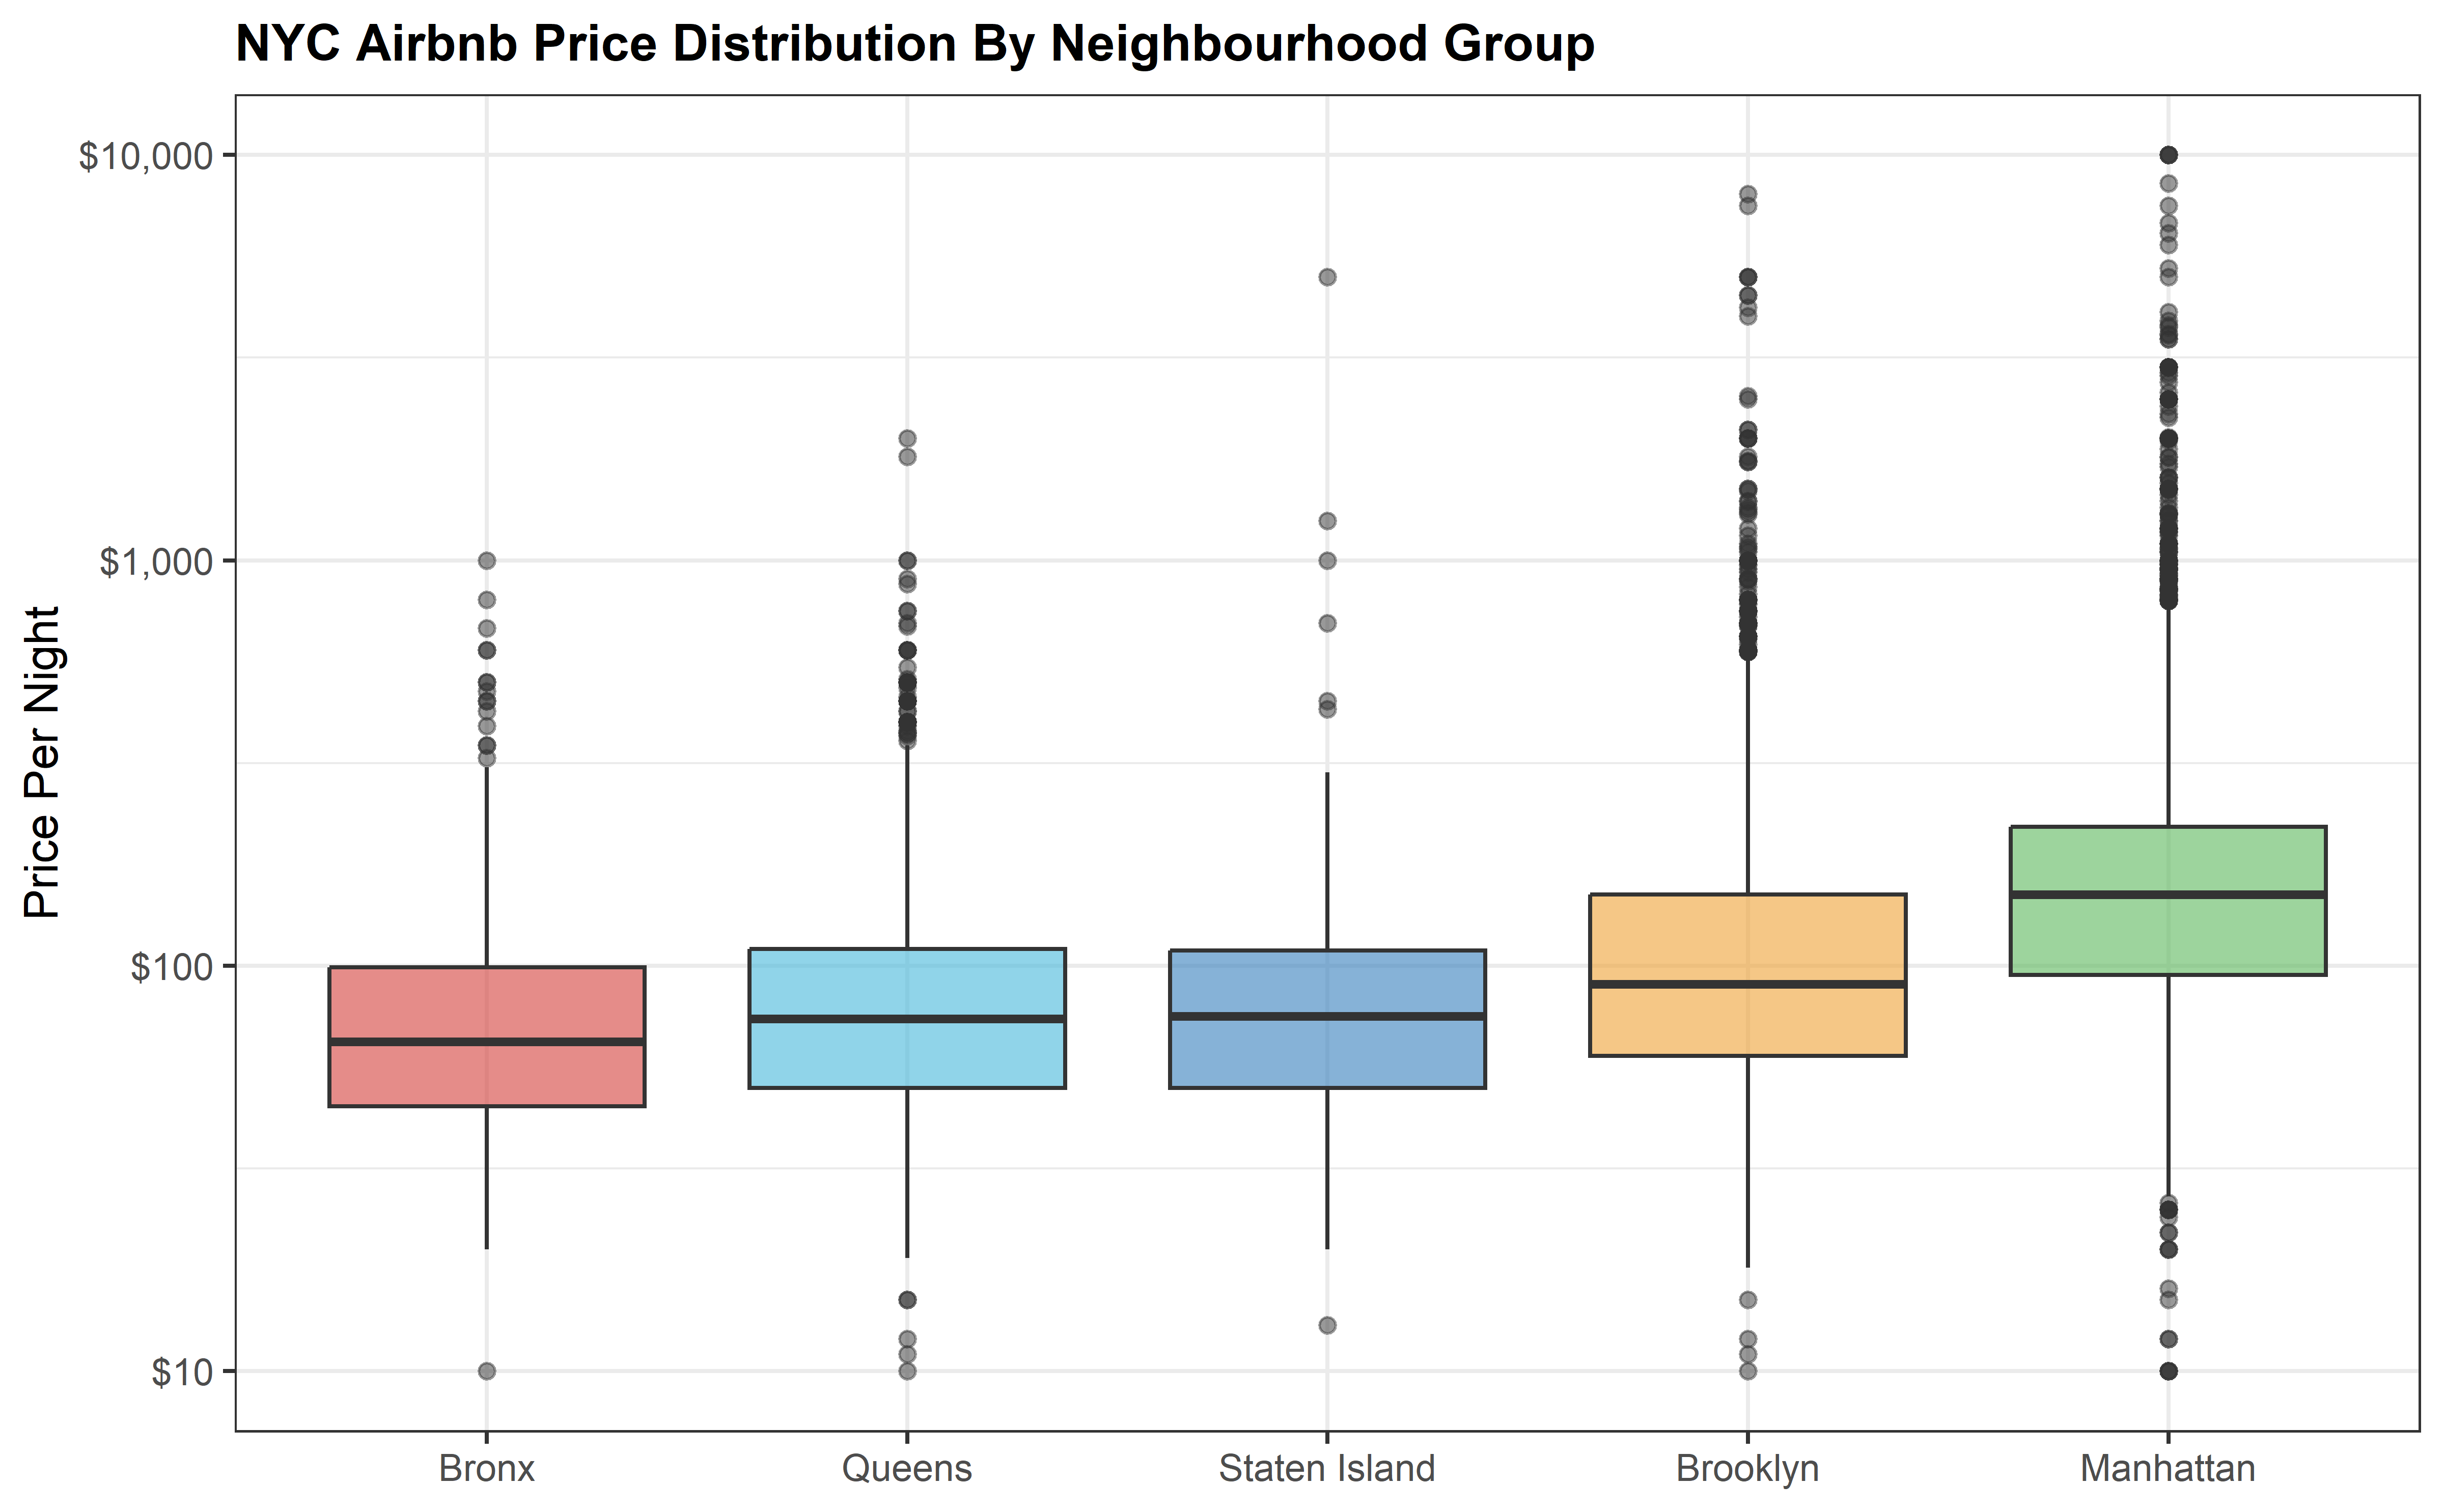 NYC Airbnb Price Distribution By Neighbourhood Group
Price Per Night
$10,000
$1,000
$100
$10
Bronx
Queens
Staten Island
Brooklyn
Manhattan